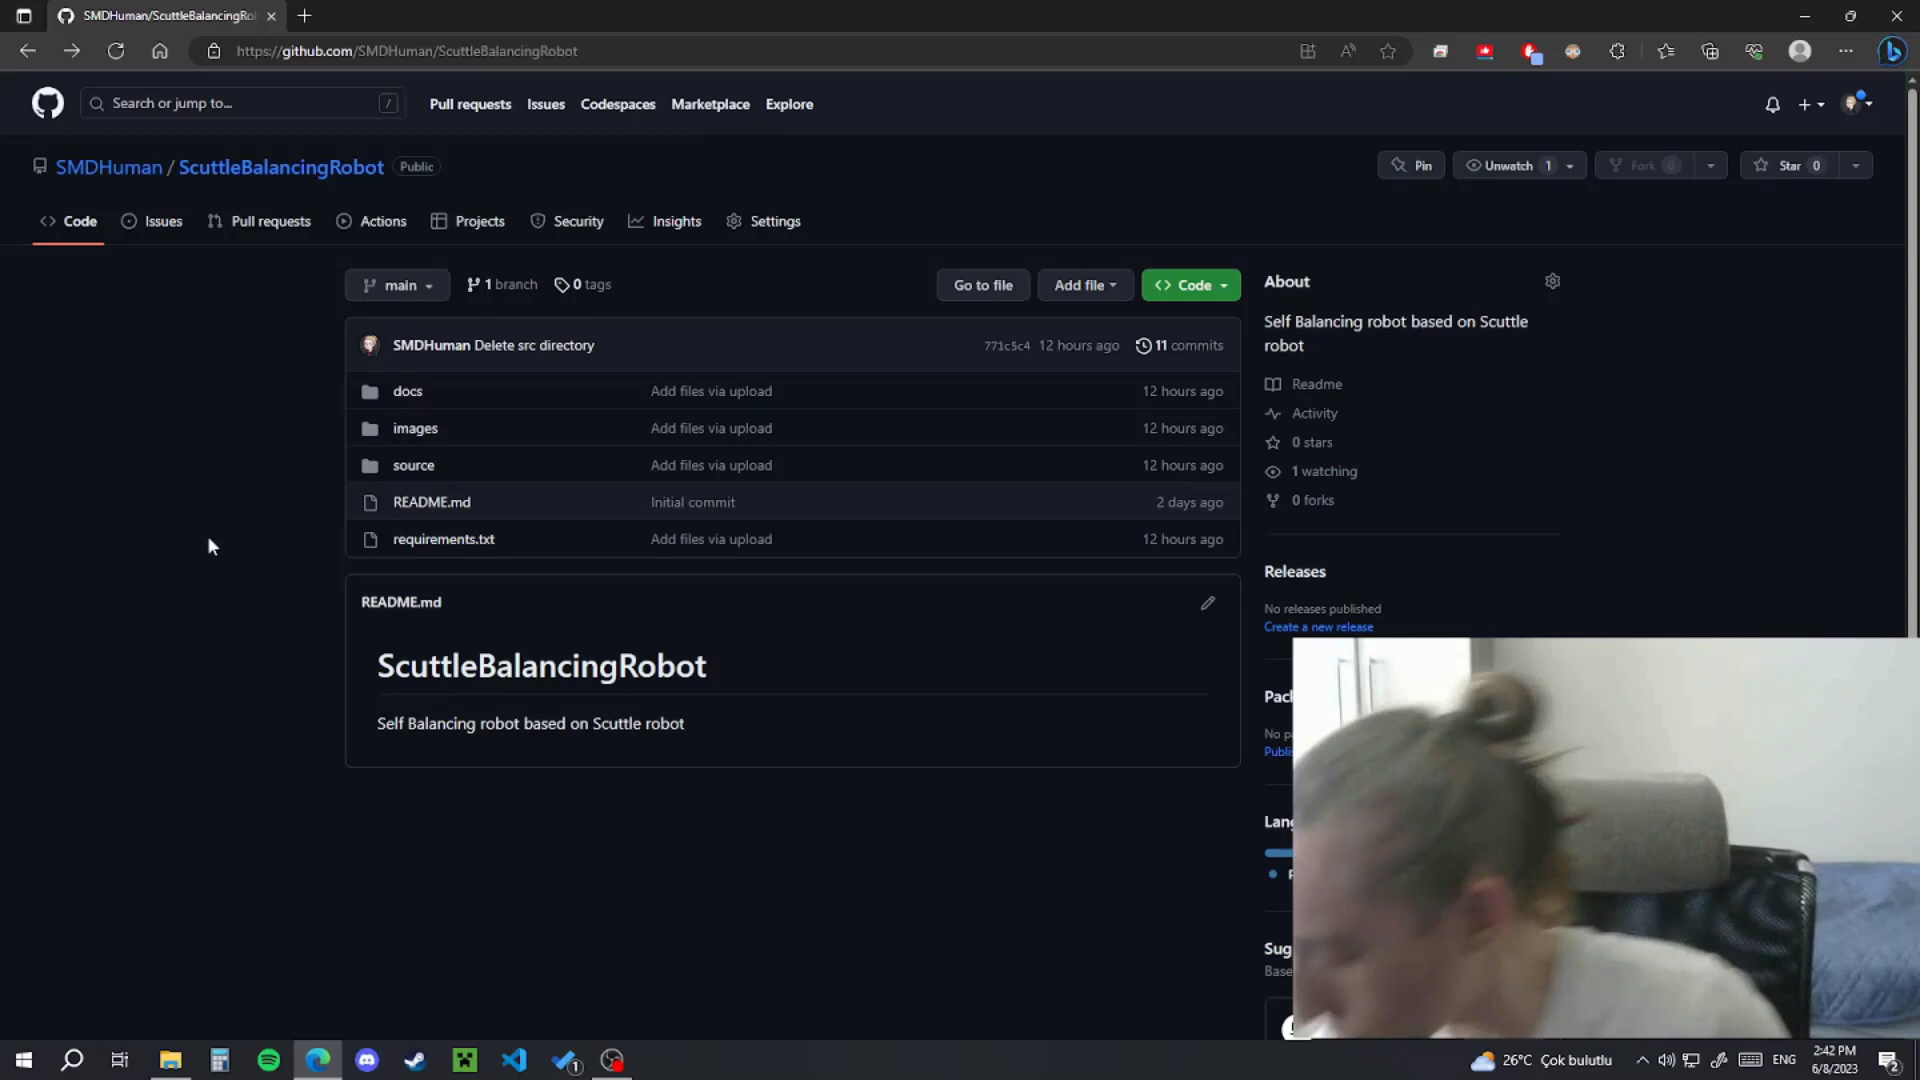 SMDHuman/ScuttleBalancingRo
https://github.com/SMDHuman/ScuttleBalancingRobot
Search or jump to...
/
Pull requests
Issues
Codespaces
Marketplace
Explore
SMDHuman / ScuttleBalancingRobot
Public
Pin
Unwatch 1
Fork 0
Star 0
Code
Issues
Pull requests
Actions
Projects
Security
Insights
Settings
main
1 branch
0 tags
Go to file
Add file
Code
SMDHuman Delete src directory
771c5c4 12 hours ago
11 commits
docs Add files via upload 12 hours ago
images Add files via upload 12 hours ago
source Add files via upload 12 hours ago
README.md Initial commit 2 days ago
requirements.txt Add files via upload 12 hours ago
README.md
ScuttleBalancingRobot
Self Balancing robot based on Scuttle robot
About
Self Balancing robot based on Scuttle
robot
Readme
Activity
0 stars
1 watching
0 forks
Releases
No releases published
Create a new release
26°C Çok bulutlu
ENG
2:42 PM
6/8/2023